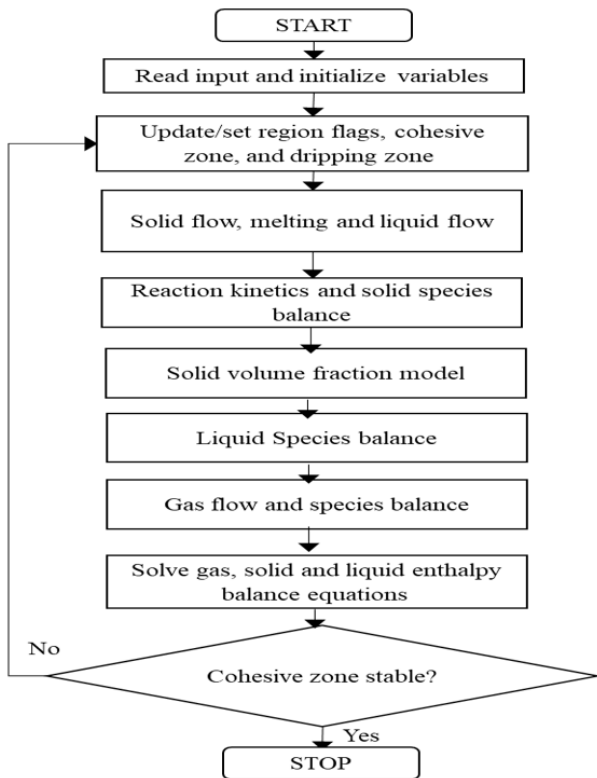 START
Read input and initialize variables
Update/set region flags, cohesive
zone, and dripping zone
Solid flow, melting and liquid flow
Reaction kinetics and solid species
balance
Solid volume fraction model
Liquid Species balance
Gas flow and species balance
Solve gas, solid and liquid enthalpy
balance equations
No
Cohesive zone stable?
Yes
STOP